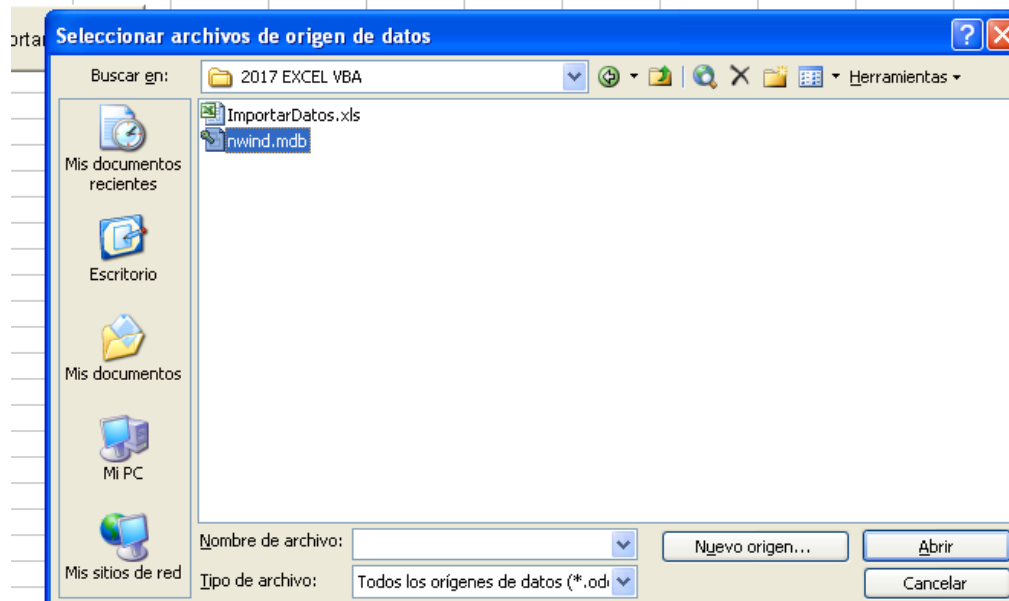 ortar
Seleccionar archivos de origen de datos
Buscar en:
2017 EXCEL VBA
Herramientas
ImportarDatos.xls
nwind.mdb
Mis documentos
recientes
Escritorio
Mis documentos
Mi PC
Mis sitios de red
Nombre de archivo:
Nuevo origen...
Abrir
Tipo de archivo:
Todos los orígenes de datos (*.od
Cancelar